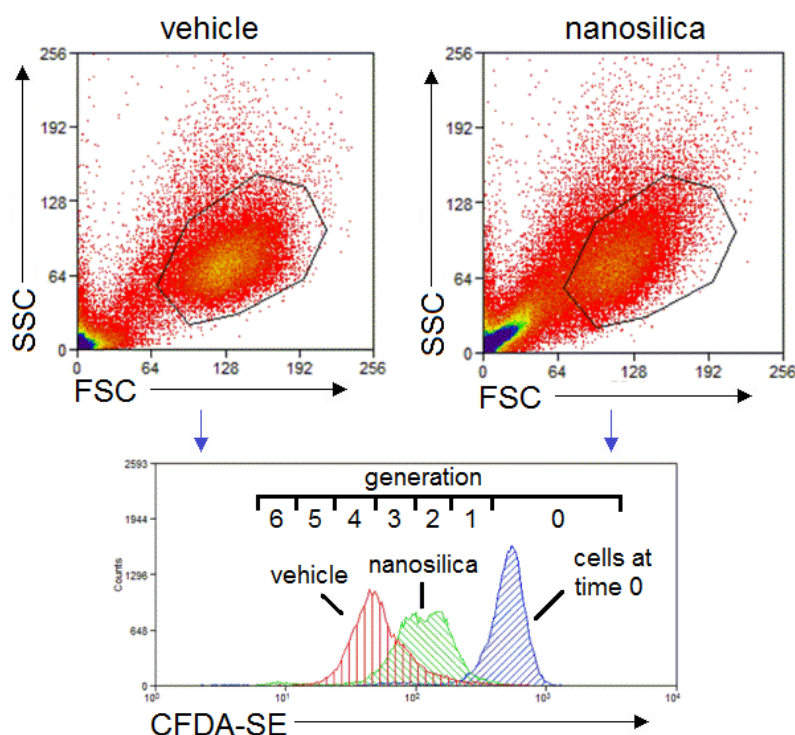 vehicle
nanosilica
256
192
128
64
0
SSC
0 64 128 192 256
FSC
256
192
128
64
0
SSC
0 64 128 192 256
FSC
generation
6 5 4 3 2 1 0
vehicle
nanosilica
cells at
time 0
2593
1944
1296
648
0
Counts
10⁰ 10¹ 10² 10³ 10⁴
CFDA-SE